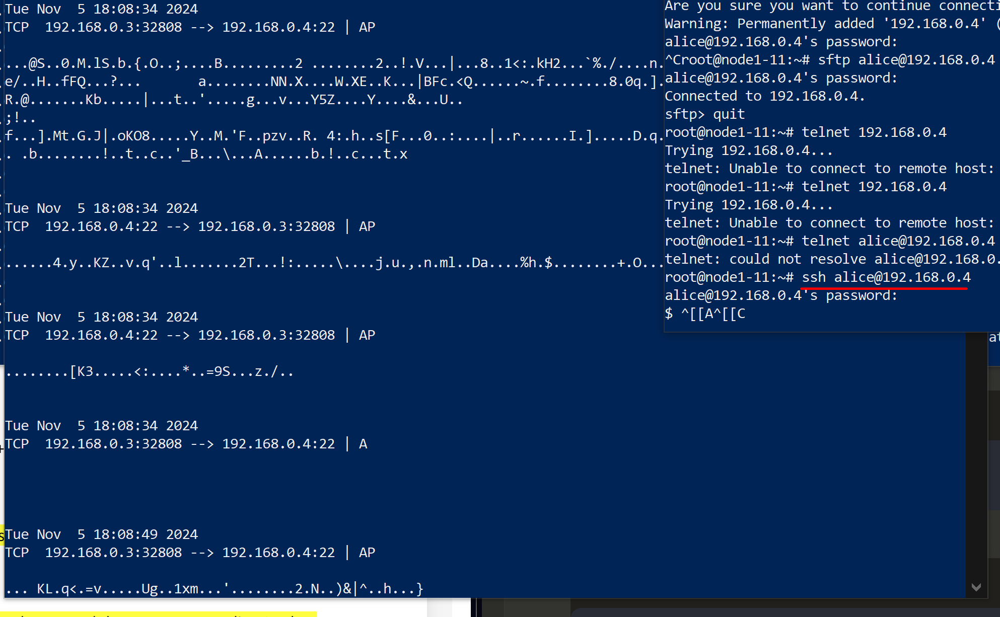 Tue Nov  5 18:08:34 2024
TCP  192.168.0.3:32808 --> 192.168.0.4:22 | AP
...@S..0.M.lS.b.{.O..;....B.........2 ........2..!.V...|...8..1<:.kH2...`%./....n.
e/..H..fFQ...?...       a........NN.X....W.XE..K...|BFc.<Q......~.f........8.0q.].
R.@.......Kb.....|...t..'.....g...v...Y5Z....Y....&...U..
;!..
f...].Mt.G.J|.oKO8.....Y..M.'F..pzv..R. 4:.h..s[F...0..:....|..r......I.].....D.q.
. .b........!..t..c..'_B...\...A......b.!..c...t.x
Tue Nov  5 18:08:34 2024
TCP  192.168.0.4:22 --> 192.168.0.3:32808 | AP
......4.y..KZ..v.q'..l.......2T...!:.....\....j.u.,.n.ml..Da....%h.$........+.O...
Tue Nov  5 18:08:34 2024
TCP  192.168.0.4:22 --> 192.168.0.3:32808 | AP
........[K3.....<:....*..=9S...z./..
Tue Nov  5 18:08:34 2024
TCP  192.168.0.3:32808 --> 192.168.0.4:22 | A
Tue Nov  5 18:08:49 2024
TCP  192.168.0.3:32808 --> 192.168.0.4:22 | AP
... KL.q<.=v.....Ug..1xm...'........2.N..)&|^..h...}
Are you sure you want to continue connecti
Warning: Permanently added '192.168.0.4' (
alice@192.168.0.4's password:
^Croot@node1-11:~# sftp alice@192.168.0.4
alice@192.168.0.4's password:
Connected to 192.168.0.4.
sftp> quit
root@node1-11:~# telnet 192.168.0.4
Trying 192.168.0.4...
telnet: Unable to connect to remote host:
root@node1-11:~# telnet 192.168.0.4
Trying 192.168.0.4...
telnet: Unable to connect to remote host:
root@node1-11:~# telnet alice@192.168.0.4
telnet: could not resolve alice@192.168.0.
root@node1-11:~# ssh alice@192.168.0.4
alice@192.168.0.4's password:
$ ^[[A^[[C
at